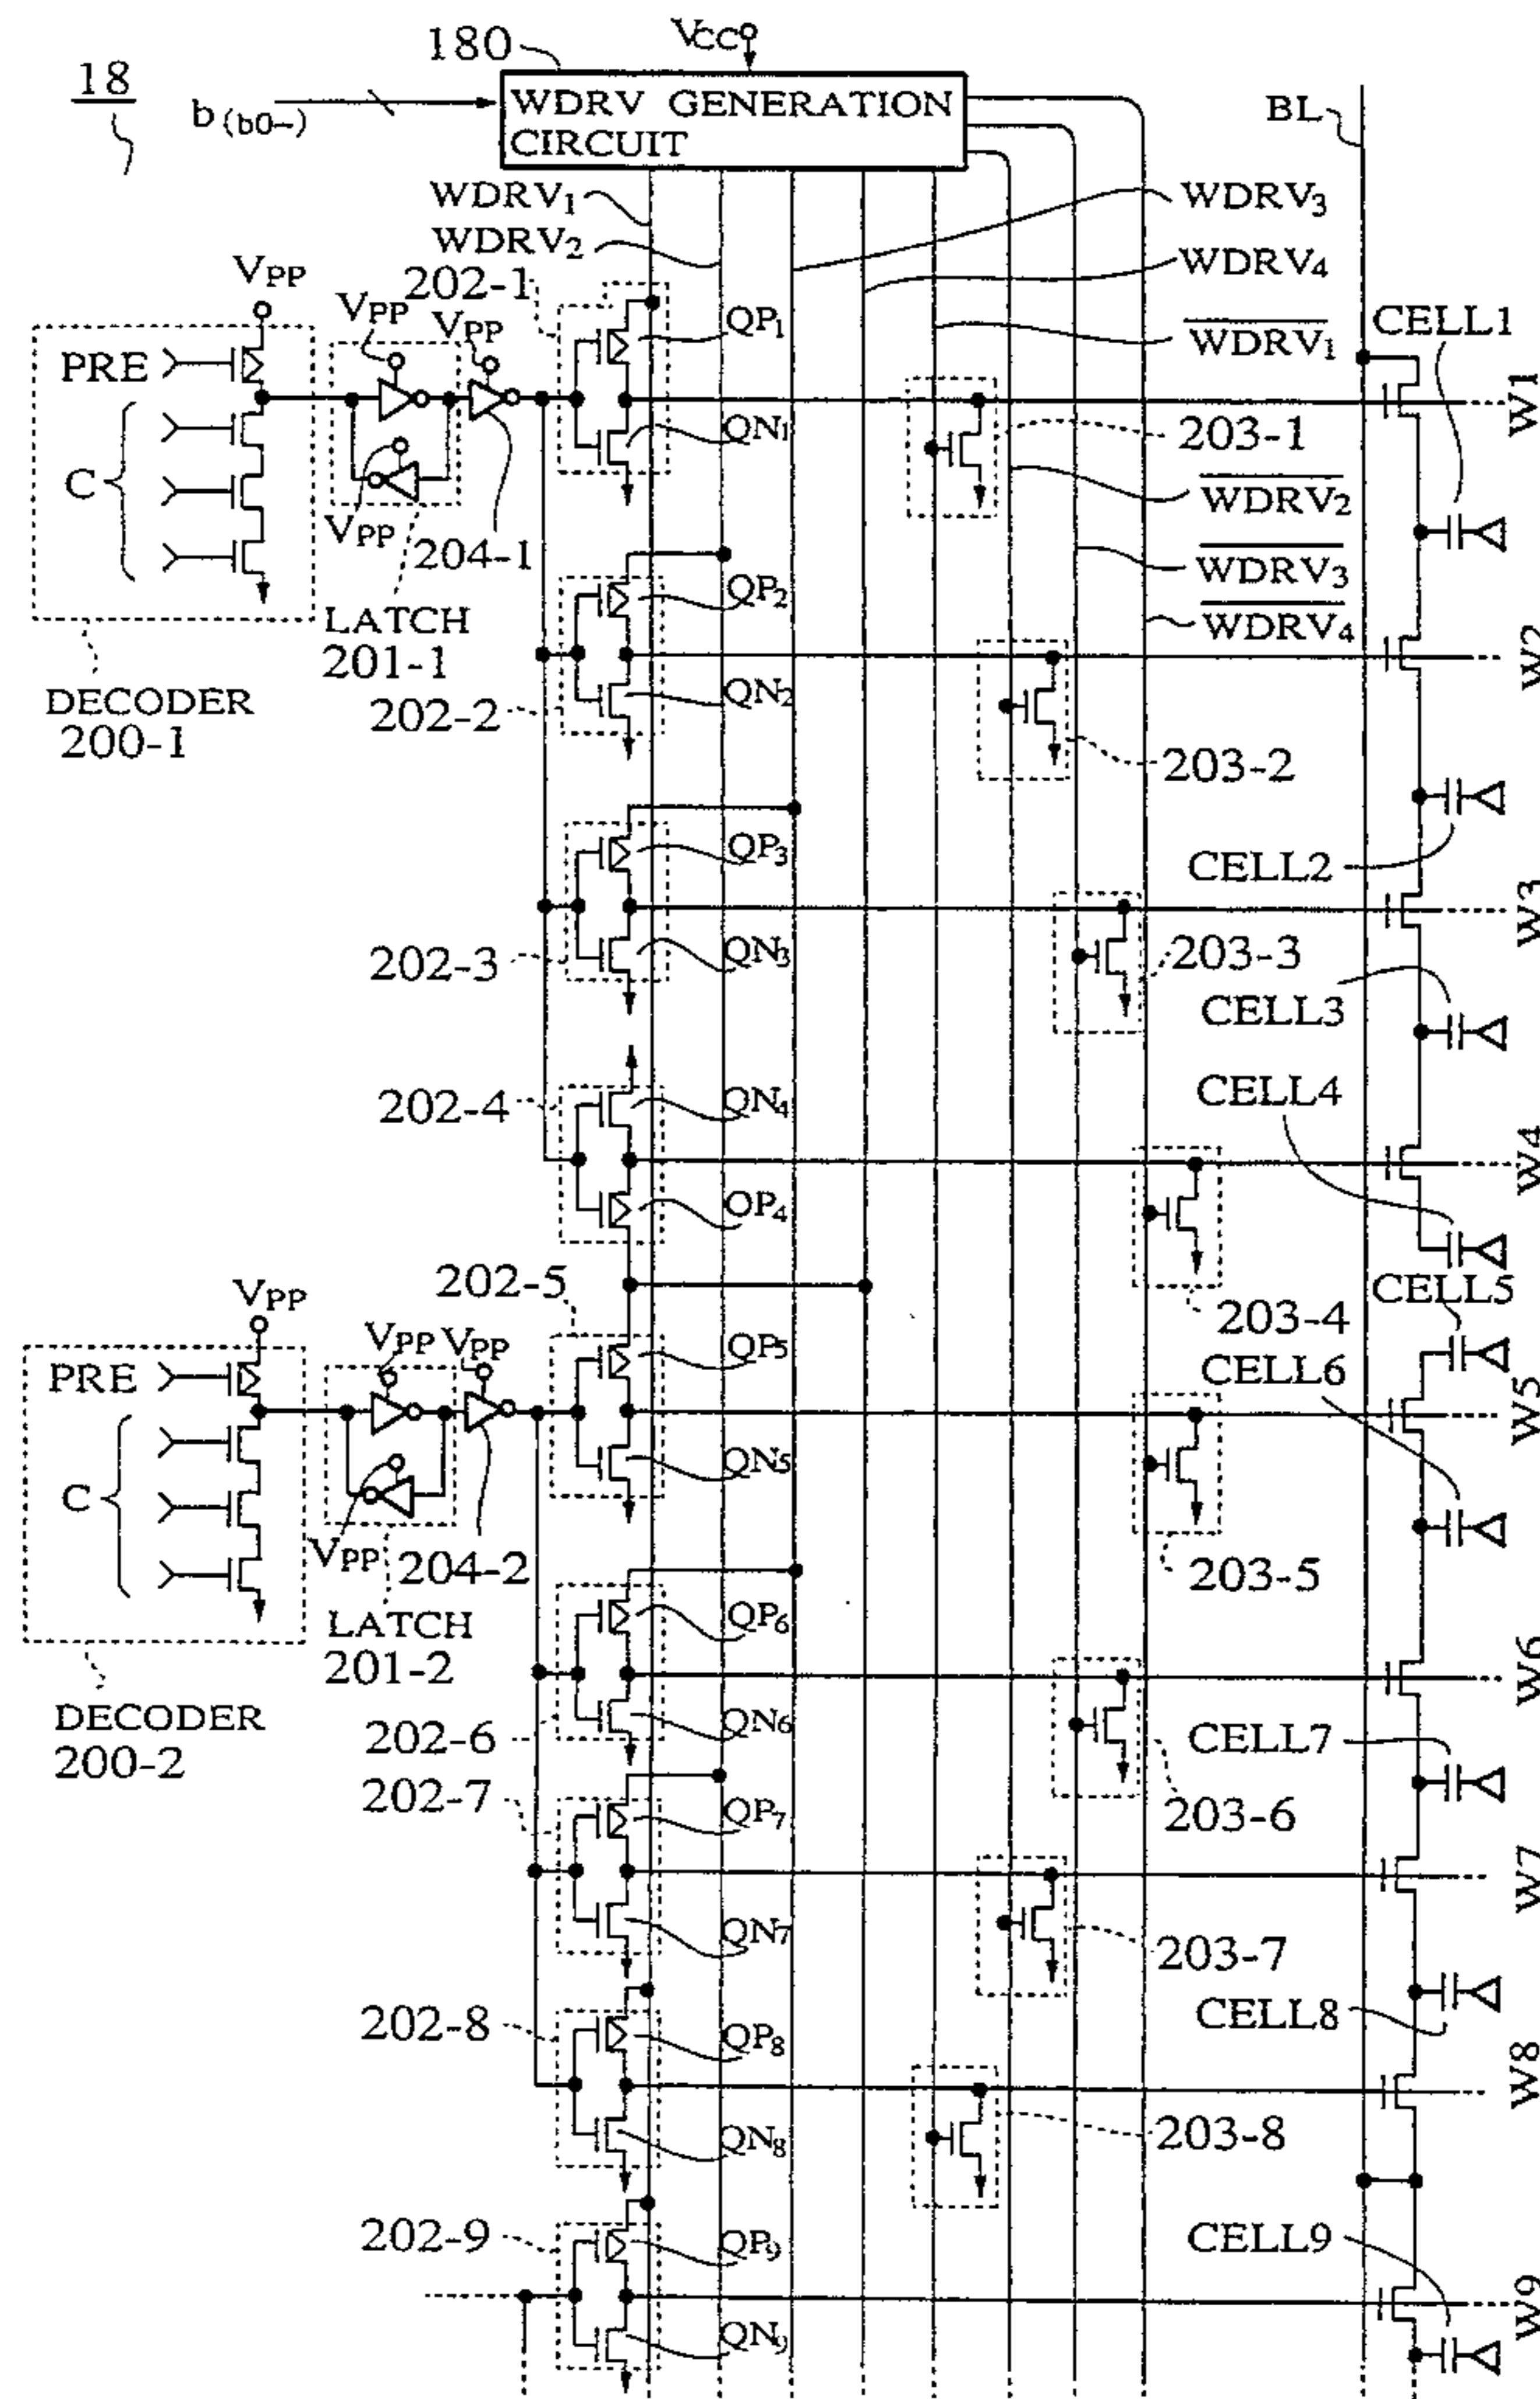 18
180
VCC
b(b0-)
WDRV GENERATION
CIRCUIT
BL
WDRV1
WDRV2
WDRV3
WDRV4
202-1
VPP
VPP
VPP
QP1
WDRV1
CELL1
PRE
W1
QN1
203-1
C
WDRV2
VPP
204-1
WDRV3
QP2
LATCH
201-1
WDRV4
W2
DECODER
200-1
QN2
202-2
203-2
QP3
CELL2
W3
QN3
202-3
203-3
CELL3
202-4
QN4
CELL4
W4
QP4
202-5
203-4
CELL5
VPP
VPP
VPP
QP5
CELL6
PRE
W5
C
QN5
VPP
204-2
203-5
QP6
LATCH
201-2
W6
DECODER
200-2
QN6
202-6
CELL7
202-7
QP7
203-6
W7
QN7
203-7
202-8
QP8
CELL8
W8
QN8
203-8
202-9
QP9
CELL9
W9
QN9